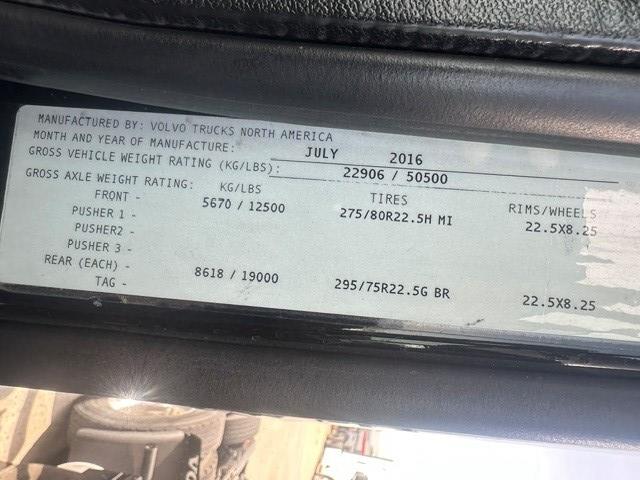 MANUFACTURED BY: VOLVO TRUCKS NORTH AMERICA
MONTH AND YEAR OF MANUFACTURE: JULY 2016
GROSS VEHICLE WEIGHT RATING (KG/LBS): 22906 / 50500
GROSS AXLE WEIGHT RATING: KG/LBS TIRES RIMS/WHEELS
FRONT - 5670 / 12500 275/80R22.5H MI 22.5X8.25
PUSHER 1 -
PUSHER2 -
PUSHER 3 -
REAR (EACH) - 8618 / 19000 295/75R22.5G BR 22.5X8.25
TAG -